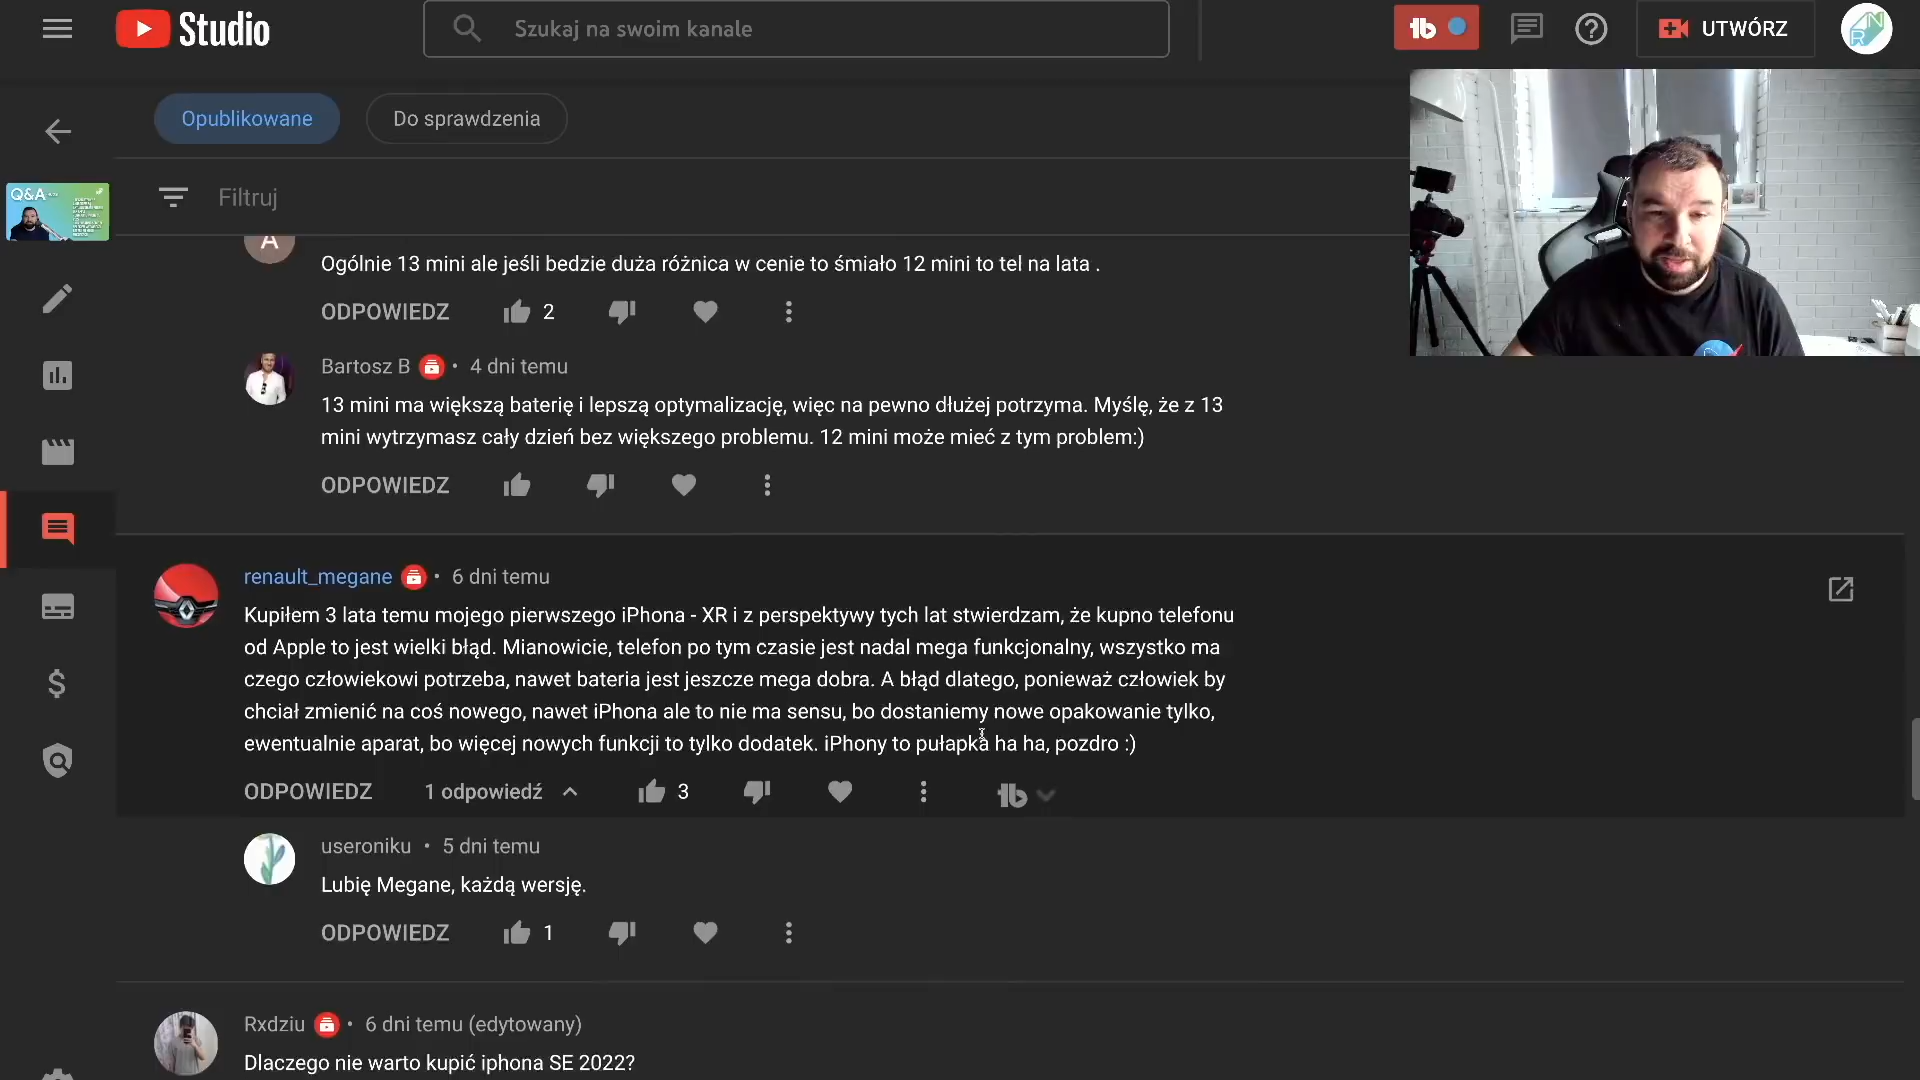 Studio
Szukaj na swoim kanale
UTWÓRZ
Opublikowane
Do sprawdzenia
Q&A
Filtruj
A
Ogólnie 13 mini ale jeśli bedzie duża różnica w cenie to śmiało 12 mini to tel na lata .
ODPOWIEDZ
2
Bartosz B • 4 dni temu
13 mini ma większą baterię i lepszą optymalizację, więc na pewno dłużej potrzyma. Myślę, że z 13
mini wytrzymasz cały dzień bez większego problemu. 12 mini może mieć z tym problem:)
ODPOWIEDZ
renault_megane • 6 dni temu
Kupiłem 3 lata temu mojego pierwszego iPhona - XR i z perspektywy tych lat stwierdzam, że kupno telefonu
od Apple to jest wielki błąd. Mianowicie, telefon po tym czasie jest nadal mega funkcjonalny, wszystko ma
czego człowiekowi potrzeba, nawet bateria jest jeszcze mega dobra. A błąd dlatego, ponieważ człowiek by
chciał zmienić na coś nowego, nawet iPhona ale to nie ma sensu, bo dostaniemy nowe opakowanie tylko,
ewentualnie aparat, bo więcej nowych funkcji to tylko dodatek. iPhony to pułapka ha ha, pozdro :)
ODPOWIEDZ
1 odpowiedź
3
useroniku • 5 dni temu
Lubię Megane, każdą wersję.
ODPOWIEDZ
1
Rxdziu • 6 dni temu (edytowany)
Dlaczego nie warto kupić iphona SE 2022?